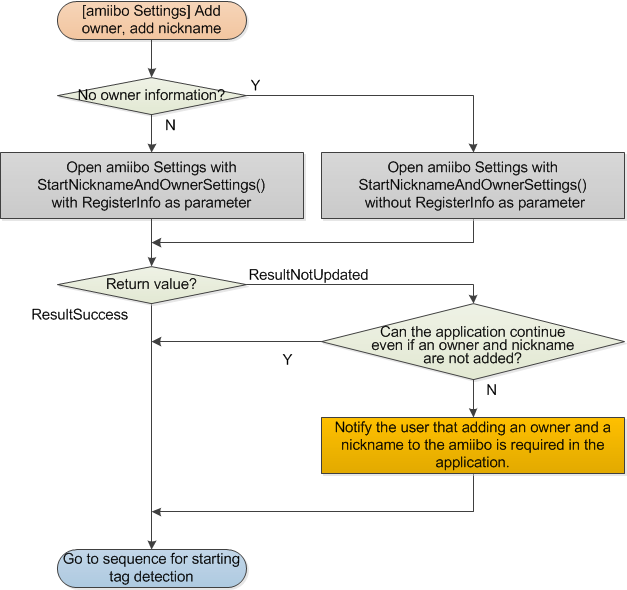 [amiibo Settings] Add
owner, add nickname
No owner information?
Y
N
Open amiibo Settings with
StartNicknameAndOwnerSettings()
with RegisterInfo as parameter
Open amiibo Settings with
StartNicknameAndOwnerSettings()
without RegisterInfo as parameter
Return value?
ResultNotUpdated
ResultSuccess
Can the application continue
even if an owner and nickname
are not added?
Y
N
Notify the user that adding an owner and a
nickname to the amiibo is required in the
application.
Go to sequence for starting
tag detection